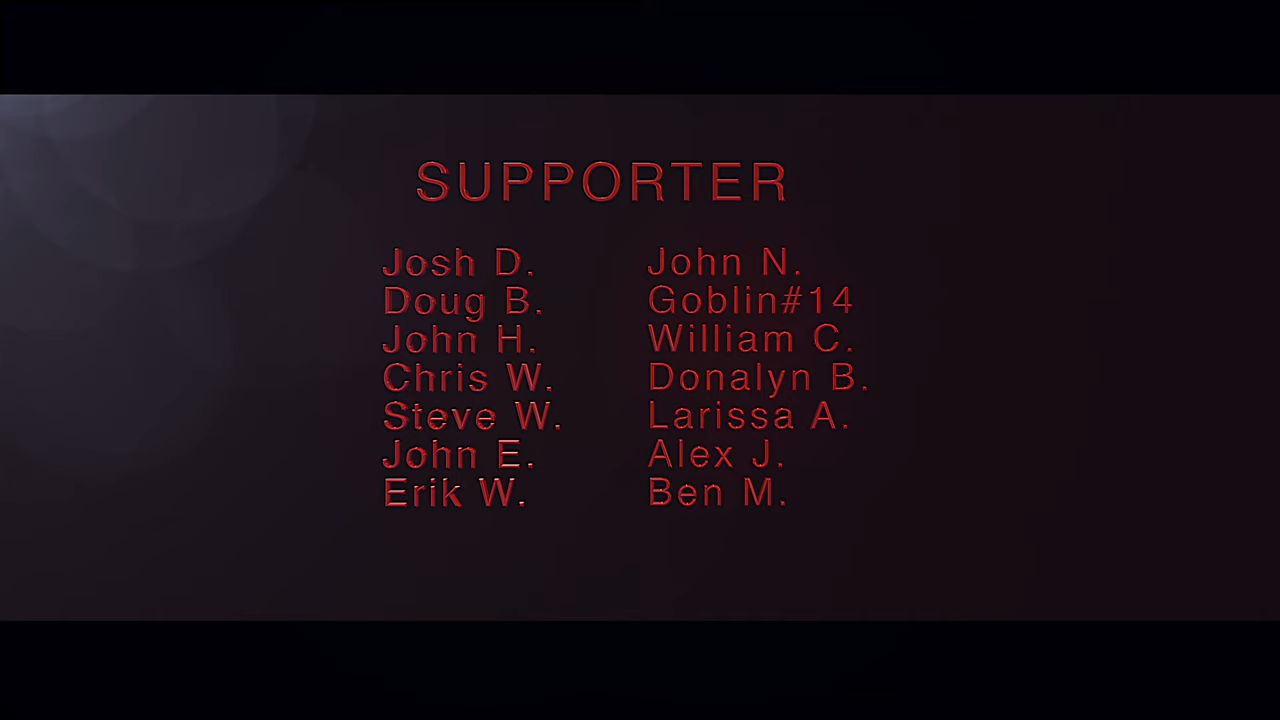 SUPPORTER
Josh D.
Doug B.
John H.
Chris W.
Steve W.
John E.
Erik W.
John N.
Goblin#14
William C.
Donalyn B.
Larissa A.
Alex J.
Ben M.